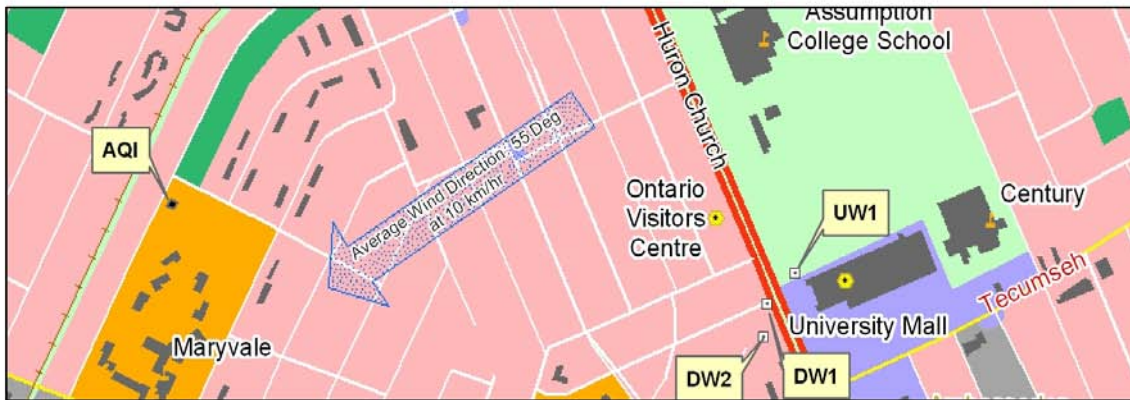 Assumption
College School
Huron Church
AQI
Average Wind Direction: 55 Deg
at 10 km/hr
Ontario
Visitors
Centre
UW1
Century
Tecumseh
University Mall
Maryvale
DW2
DW1